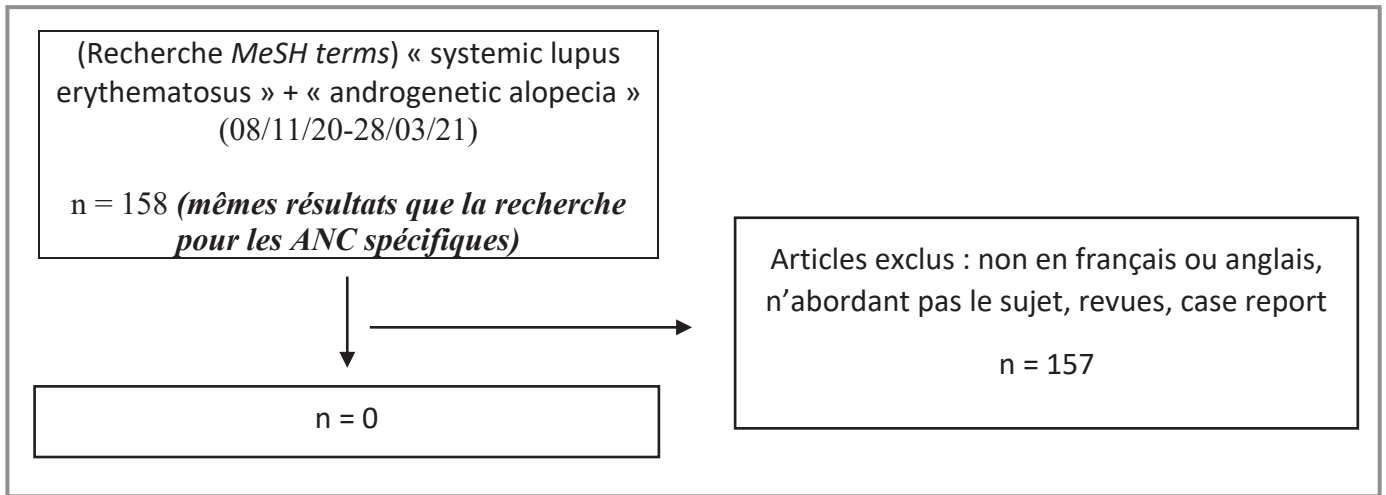 (Recherche MeSH terms) « systemic lupus
erythematosus » + « androgenetic alopecia »
(08/11/20-28/03/21)
n = 158 (mêmes résultats que la recherche
pour les ANC spécifiques)
Articles exclus : non en français ou anglais,
n’abordant pas le sujet, revues, case report
n = 157
n = 0